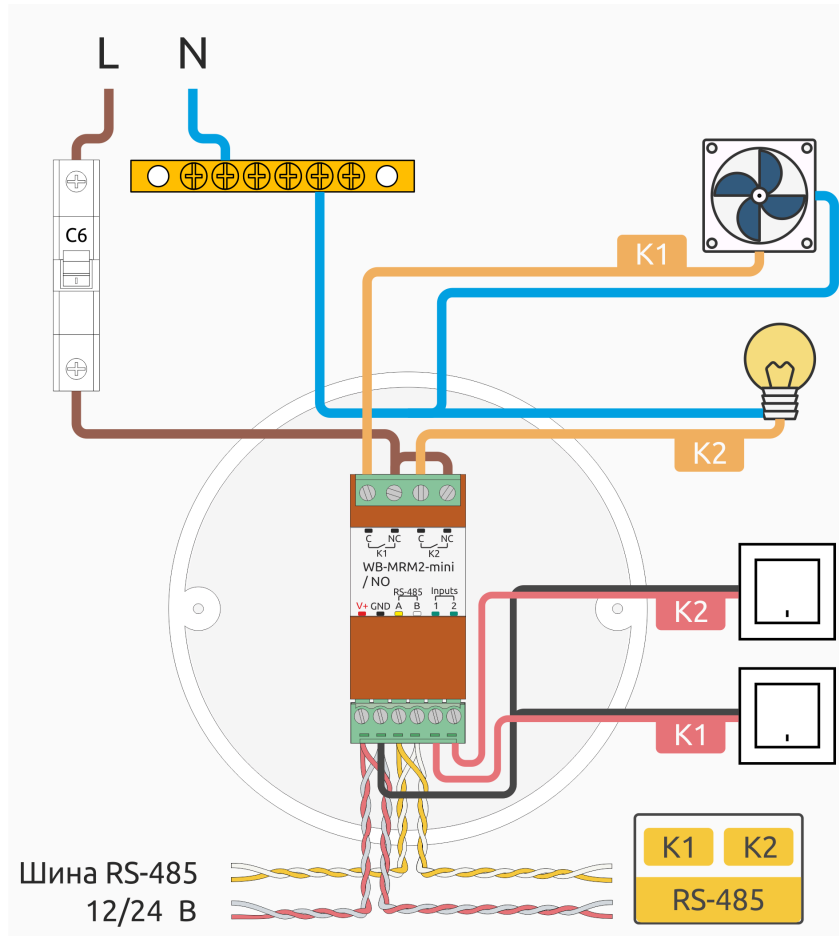 L N
C6
K1
K2
C NC C NC
K1 K2
WB-MRM2-mini
/ NO
RS-485 Inputs
V+ GND A B 1 2
K2
K1
K1 K2
RS-485
Шина RS-485
12/24 В